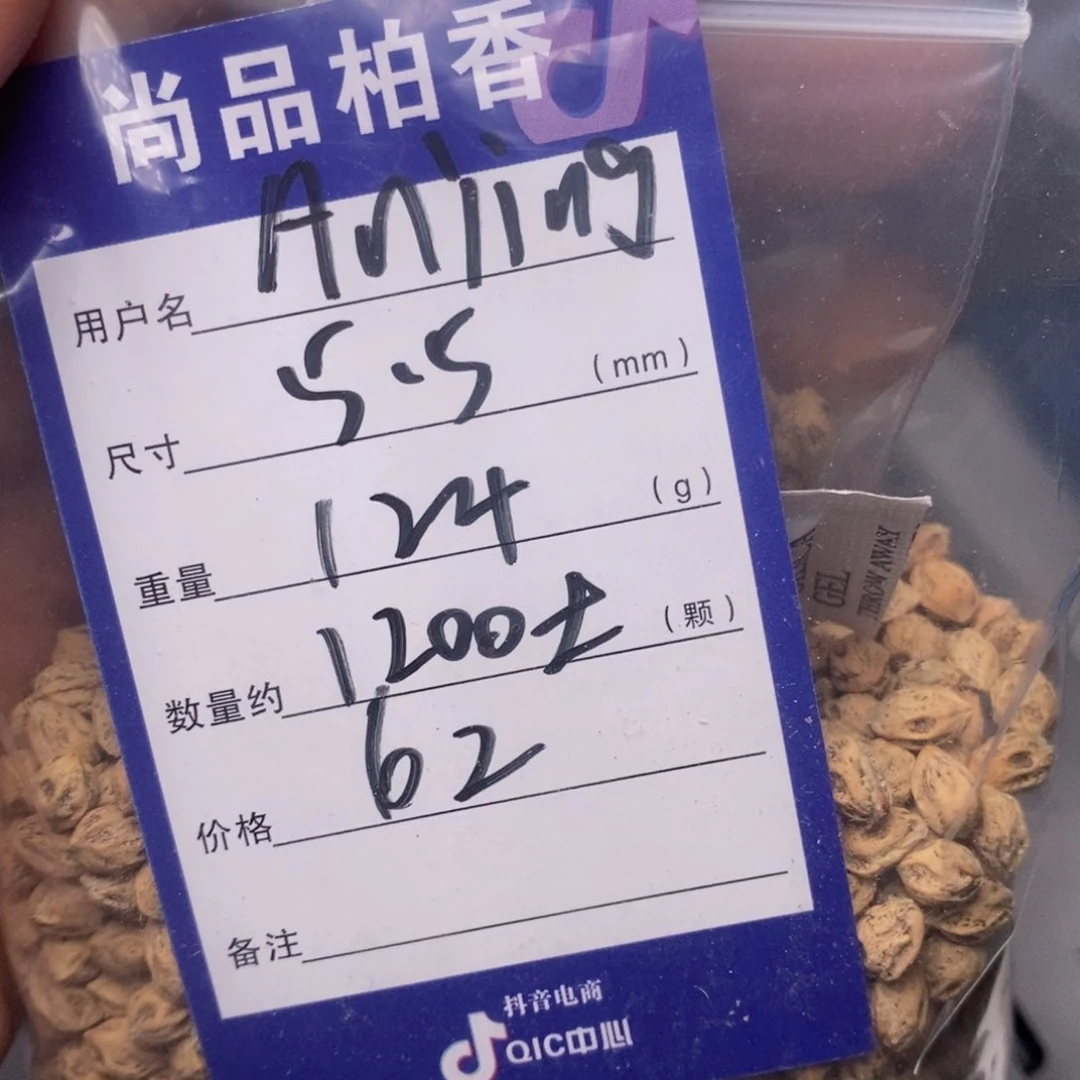 尚品柏香
用户名 Anjing
尺寸 5.5 (mm)
重量 124 (g)
数量约 1200± (颗)
价格 62
备注
抖音电商
QIC中心
GEL
THROW AWAY